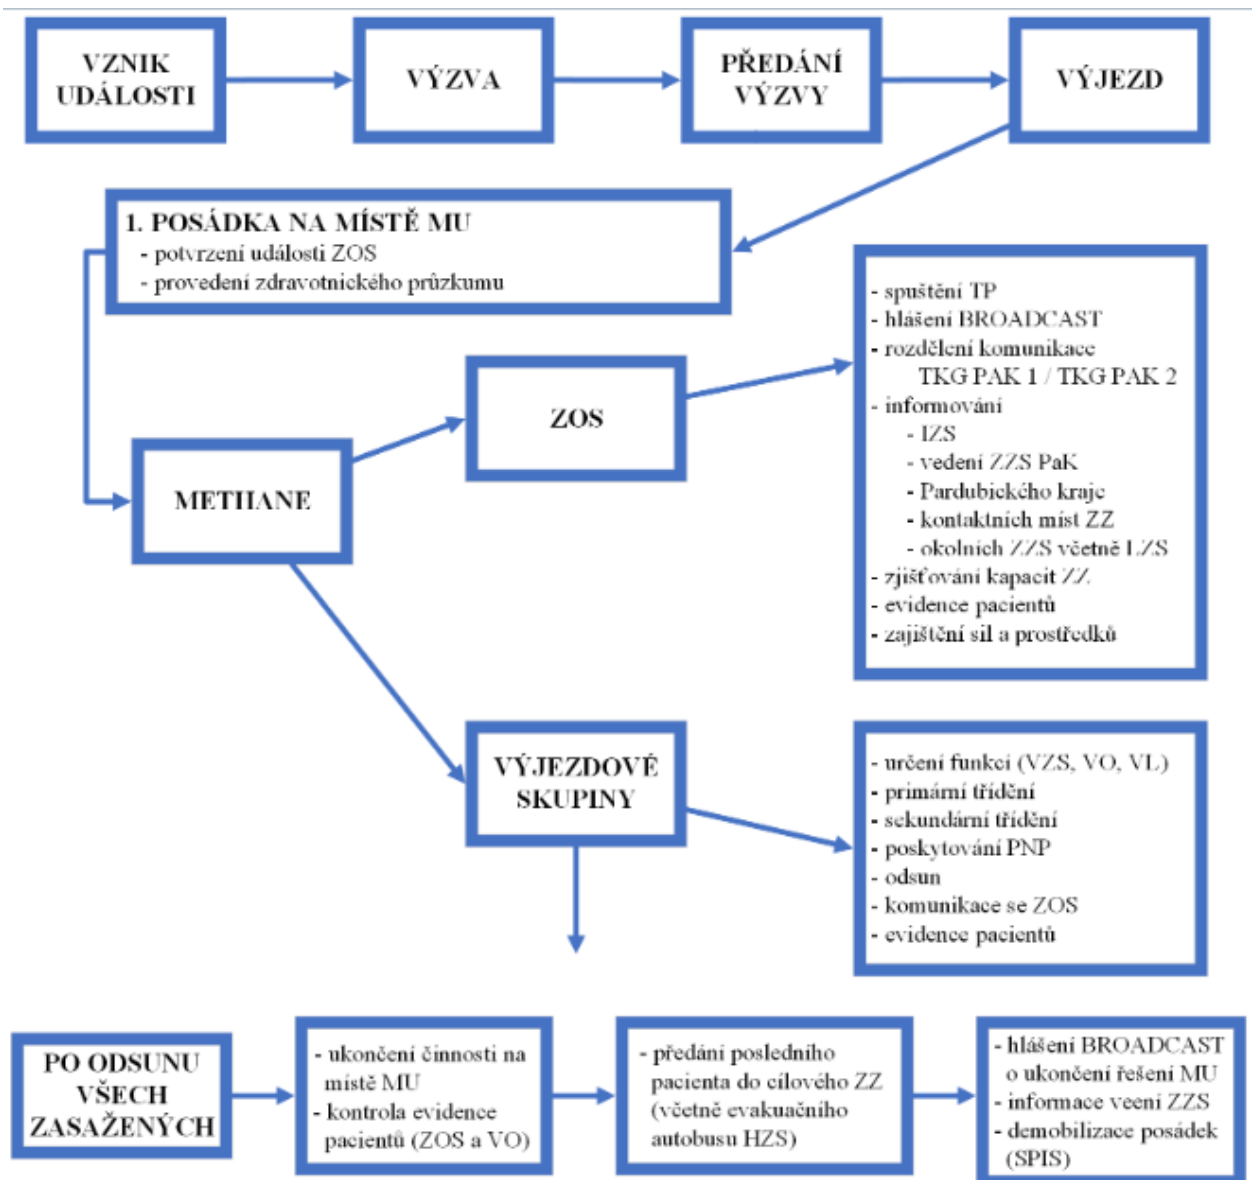 VZNIK
UDÁLOSTI
VÝZVA
PŘEDÁNÍ
VÝZVY
VÝJEZD
1. POSÁDKA NA MÍSTĚ MU
- potvrzení události ZOS
- provedení zdravotnického průzkumu
- spuštění TP
- hlášení BROADCAST
- rozdělení komunikace
TKG PAK 1 / TKG PAK 2
- informování
- IZS
- vedení ZZS PaK
- Pardubického kraje
- kontaktních míst ZZ
- okolních ZZS včetně LZS
- zjišťování kapacit ZZ
- evidence pacientů
- zajištění sil a prostředků
ZOS
METHANE
VÝJEZDOVÉ
SKUPINY
- určení funkcí (VZS, VO, VL)
- primární třídění
- sekundární třídění
- poskytování PNP
- odsun
- komunikace se ZOS
- evidence pacientů
PO ODSUNU
VŠECH
ZASAŽENÝCH
- ukončení činnosti na
místě MU
- kontrola evidence
pacientů (ZOS a VO)
- předání posledního
pacienta do cílového ZZ
(včetně evakuačního
autobusu HZS)
- hlášení BROADCAST
o ukončení řešení MU
- informace veení ZZS
- demobilizace posádek
(SPIS)